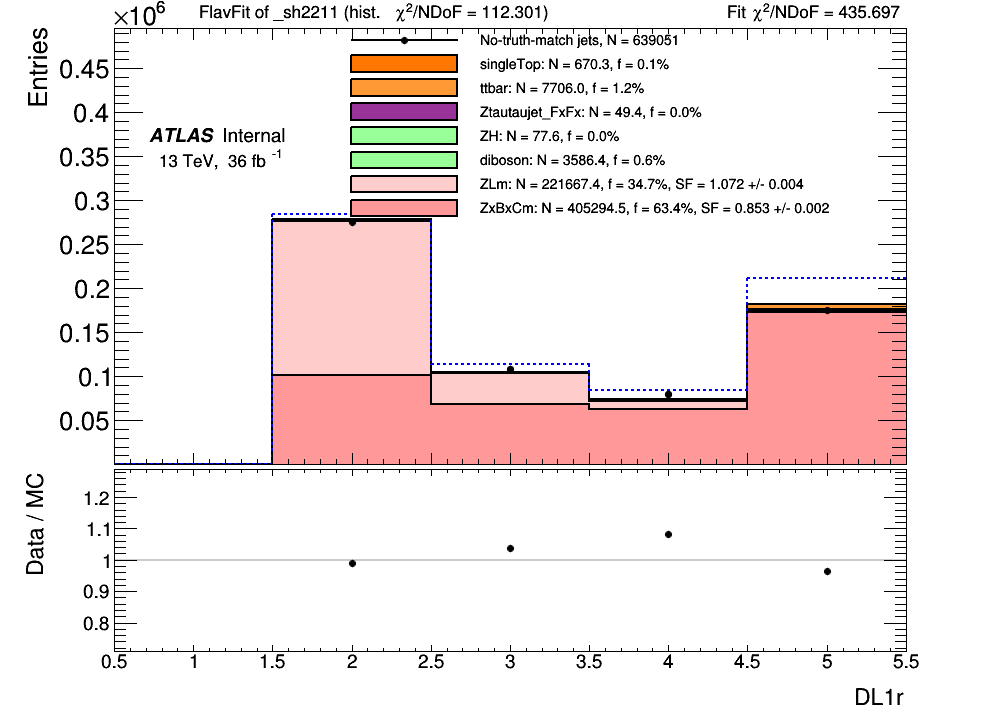 ×10⁶ FlavFit of _sh2211 (hist. χ²/NDoF = 112.301) Fit χ²/NDoF = 435.697
Entries
No-truth-match jets, N = 639051
singleTop: N = 670.3, f = 0.1%
ttbar: N = 7706.0, f = 1.2%
Ztautaujet_FxFx: N = 49.4, f = 0.0%
ZH: N = 77.6, f = 0.0%
diboson: N = 3586.4, f = 0.6%
ZLm: N = 221667.4, f = 34.7%, SF = 1.072 +/- 0.004
ZxBxCm: N = 405294.5, f = 63.4%, SF = 0.853 +/- 0.002
ATLAS Internal
13 TeV, 36 fb⁻¹
0.45
0.4
0.35
0.3
0.25
0.2
0.15
0.1
0.05
Data / MC
1.2
1.1
1
0.9
0.8
0.5 1 1.5 2 2.5 3 3.5 4 4.5 5 5.5
DL1r